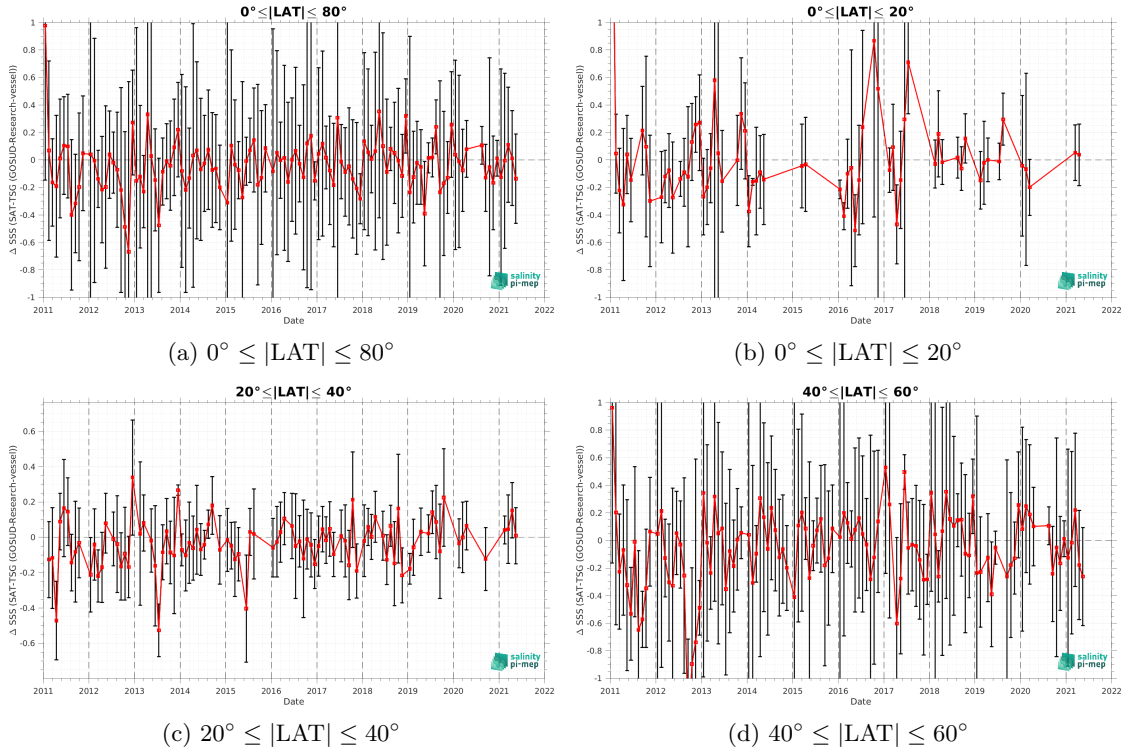 0°≤|LAT|≤ 80°
Δ SSS (SAT-TSG (GOSUD-Research-vessel))
1
0.8
0.6
0.4
0.2
0
-0.2
-0.4
-0.6
-0.8
-1
2011 2012 2013 2014 2015 2016 2017 2018 2019 2020 2021 2022
Date
salinity
pi-mep
(a) 0° ≤ |LAT| ≤ 80°
0°≤|LAT|≤ 20°
Δ SSS (SAT-TSG (GOSUD-Research-vessel))
1
0.8
0.6
0.4
0.2
0
-0.2
-0.4
-0.6
-0.8
-1
2011 2012 2013 2014 2015 2016 2017 2018 2019 2020 2021 2022
Date
salinity
pi-mep
(b) 0° ≤ |LAT| ≤ 20°
20°≤|LAT|≤ 40°
Δ SSS (SAT-TSG (GOSUD-Research-vessel))
0.6
0.4
0.2
0
-0.2
-0.4
-0.6
2011 2012 2013 2014 2015 2016 2017 2018 2019 2020 2021 2022
Date
salinity
pi-mep
(c) 20° ≤ |LAT| ≤ 40°
40°≤|LAT|≤ 60°
Δ SSS (SAT-TSG (GOSUD-Research-vessel))
1
0.8
0.6
0.4
0.2
0
-0.2
-0.4
-0.6
-0.8
-1
2011 2012 2013 2014 2015 2016 2017 2018 2019 2020 2021 2022
Date
salinity
pi-mep
(d) 40° ≤ |LAT| ≤ 60°